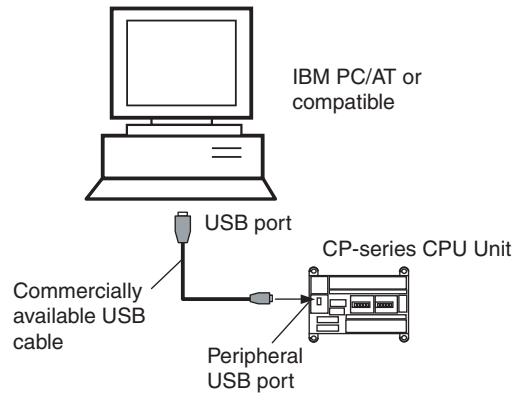 IBM PC/AT or
compatible
USB port
CP-series CPU Unit
Commercially
available USB
cable
Peripheral
USB port